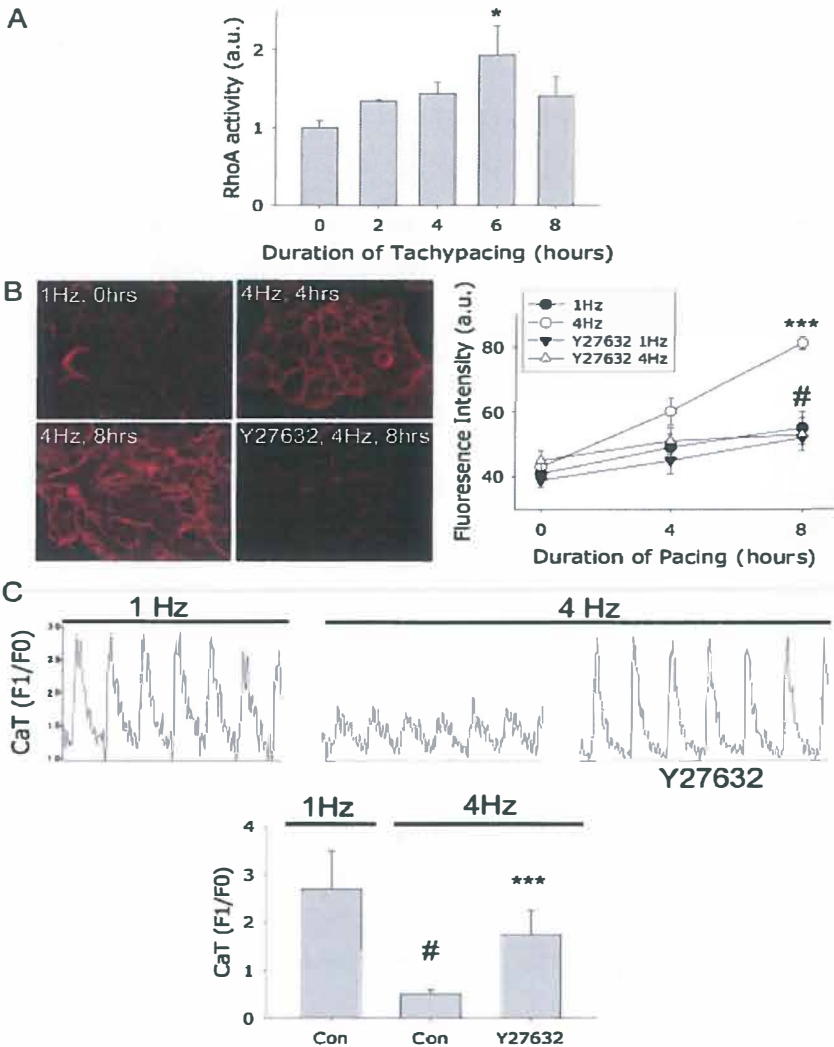 A
RhoA activity (a.u.)
2
1
0
*
0 2 4 6 8
Duration of Tachypacing (hours)
B
1Hz, 0hrs
4Hz, 4hrs
4Hz, 8hrs
Y27632, 4Hz, 8hrs
Fluoresence Intensity (a.u.)
80
60
40
1Hz
4Hz
Y27632 1Hz
Y27632 4Hz
***
#
0 4 8
Duration of Pacing (hours)
C
1 Hz
4 Hz
CaT (F1/F0)
Y27632
1Hz
4Hz
CaT (F1/F0)
4
3
2
1
0
#
***
Con Con Y27632